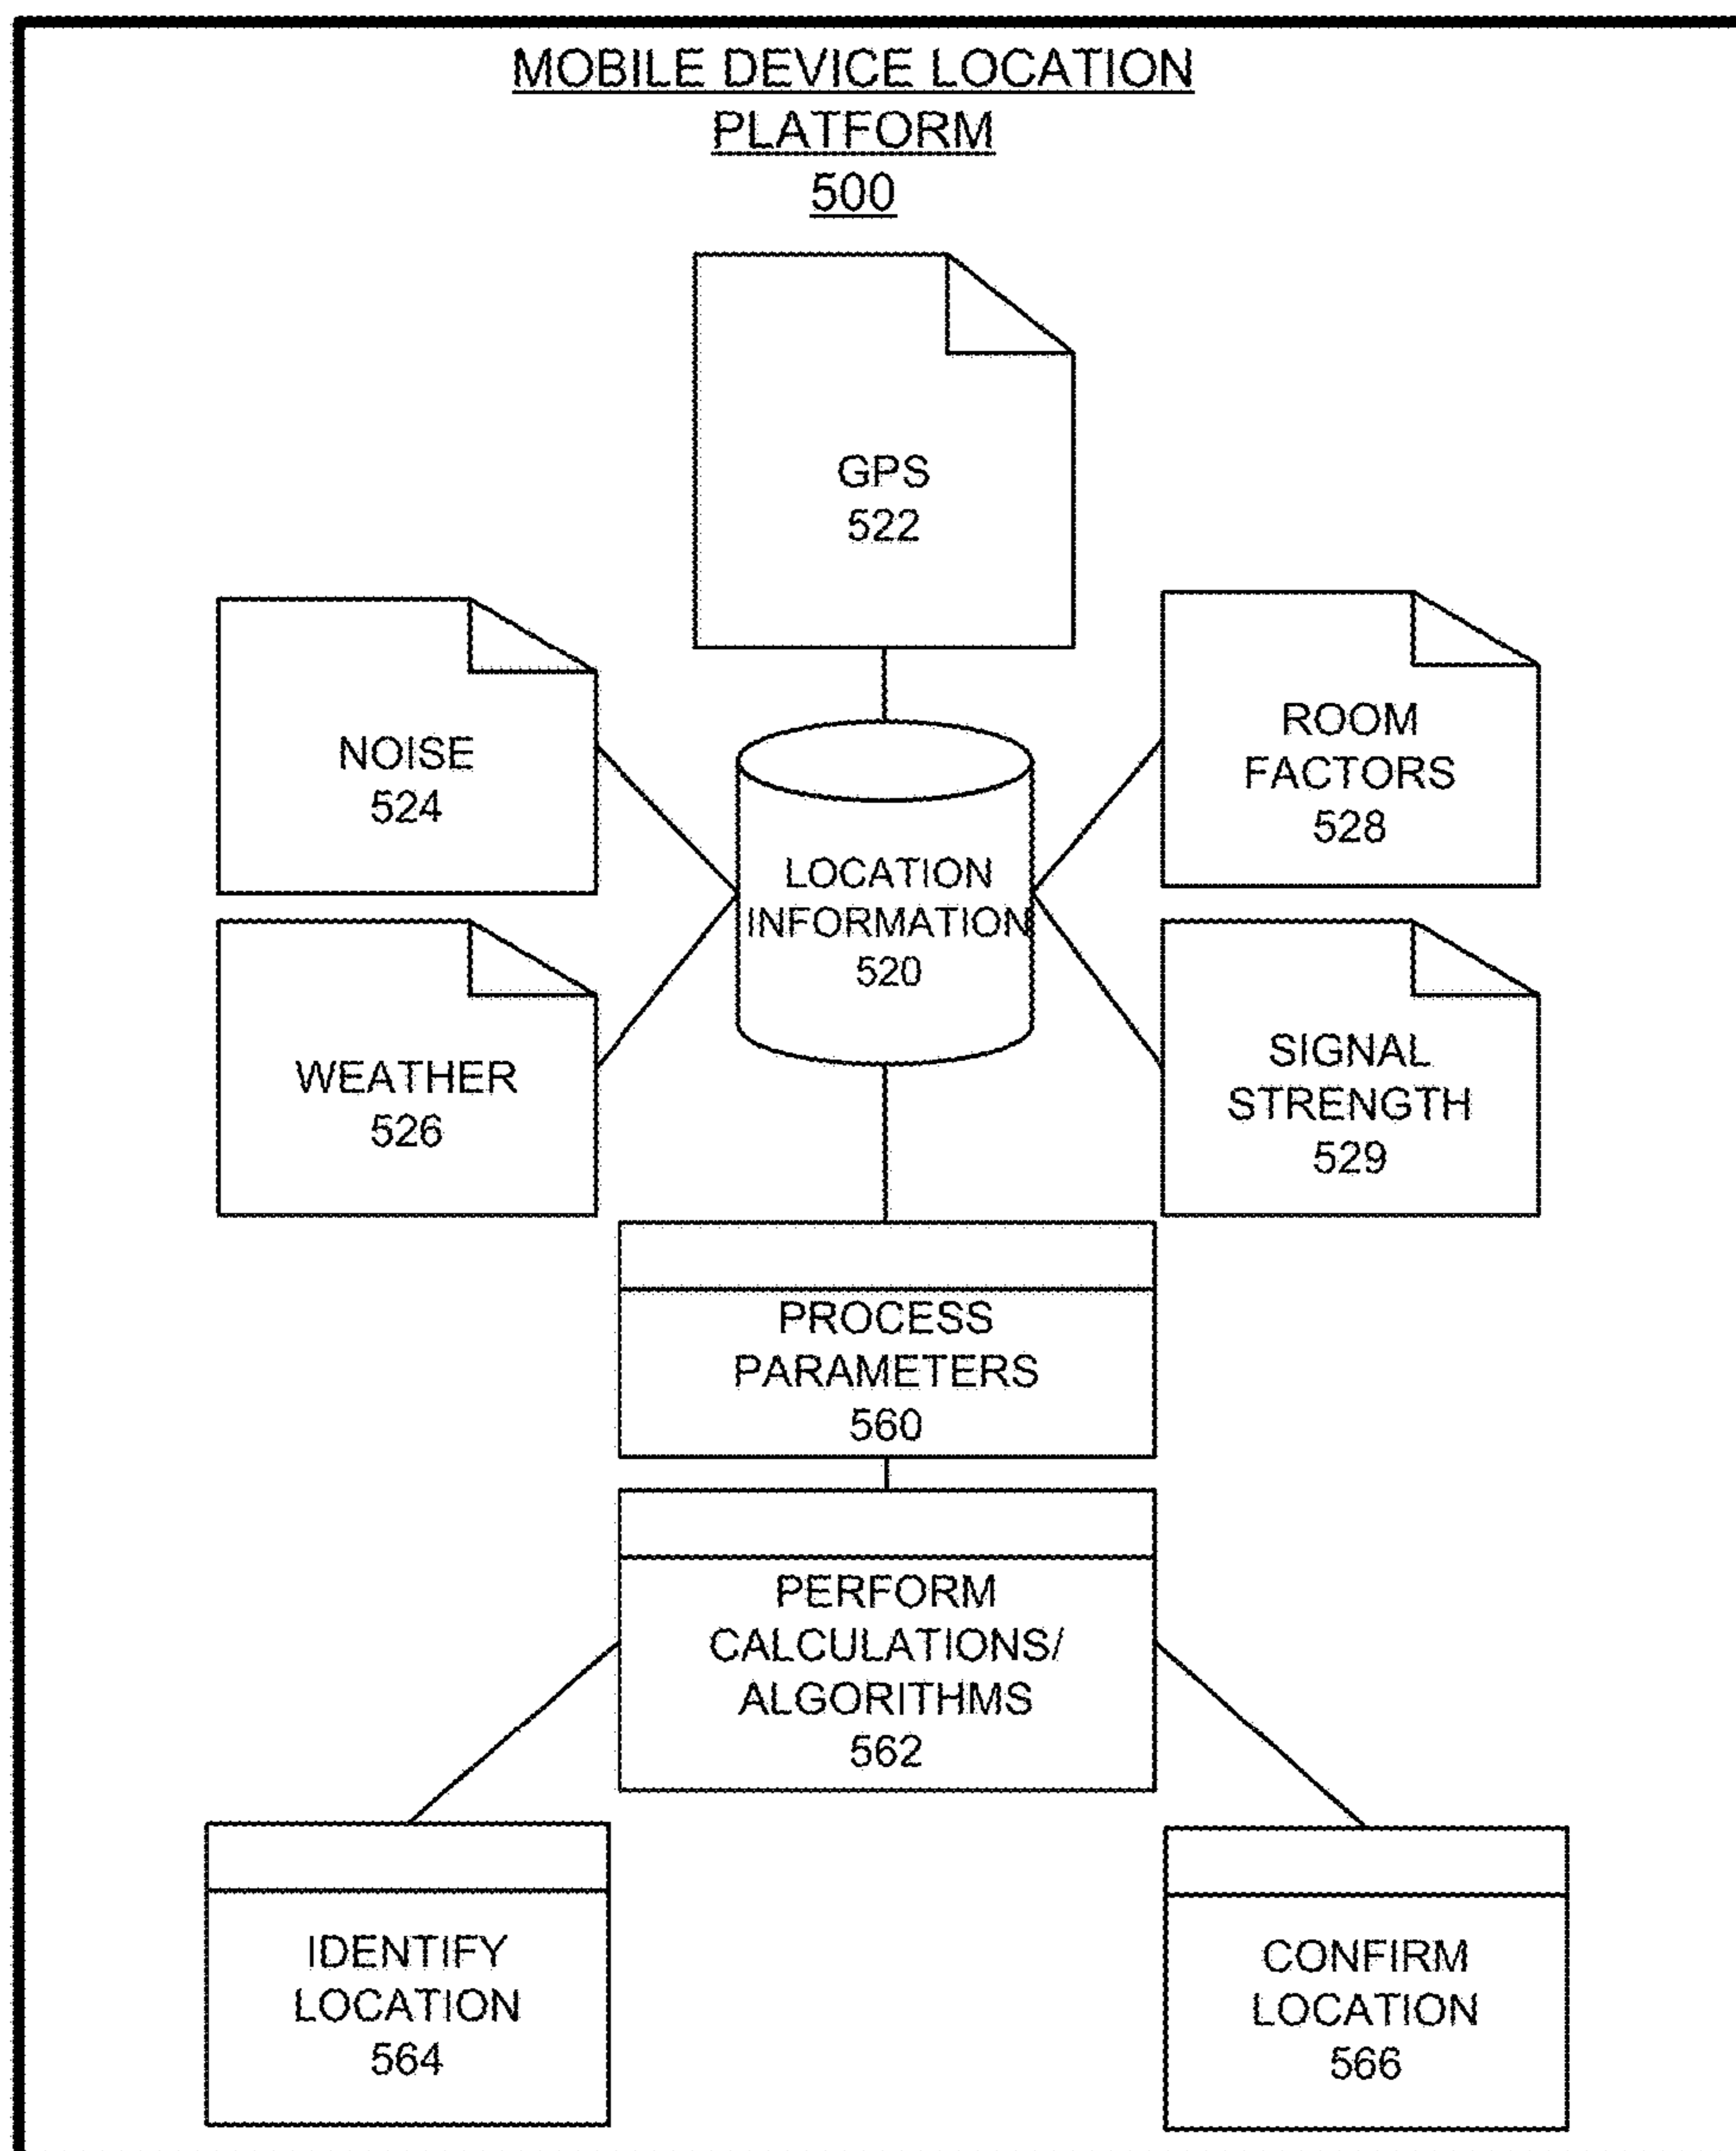 MOBILE DEVICE LOCATION
PLATFORM
500
GPS
522
NOISE
524
ROOM
FACTORS
528
LOCATION
INFORMATION
520
WEATHER
526
SIGNAL
STRENGTH
529
PROCESS
PARAMETERS
560
PERFORM
CALCULATIONS/
ALGORITHMS
562
IDENTIFY
LOCATION
564
CONFIRM
LOCATION
566